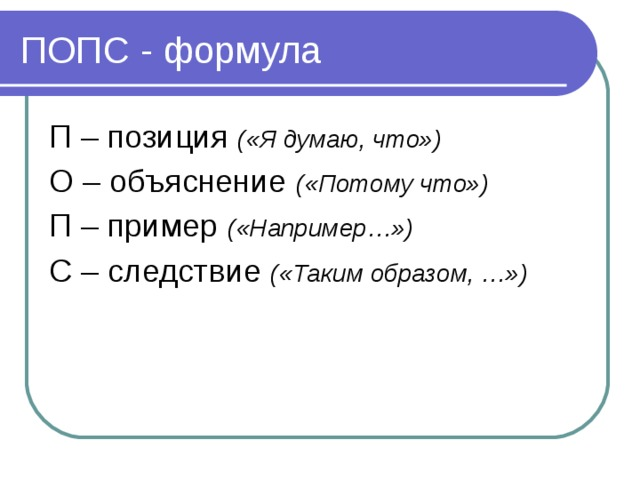 ПОПС - формула
П – позиция («Я думаю, что»)
О – объяснение («Потому что»)
П – пример («Например…»)
С – следствие («Таким образом, …»)